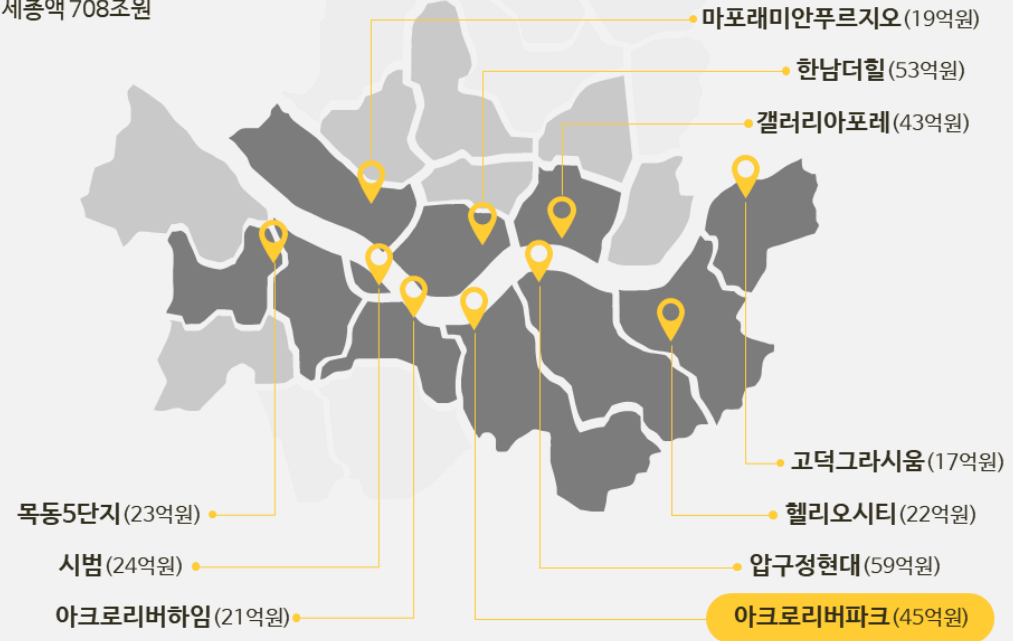 세총액 708조원
마포래미안푸르지오(19억원)
한남더힐(53억원)
갤러리아포레(43억원)
고덕그라시움(17억원)
목동5단지(23억원)
헬리오시티(22억원)
시범(24억원)
압구정현대(59억원)
아크로리버하임(21억원)
아크로리버파크(45억원)